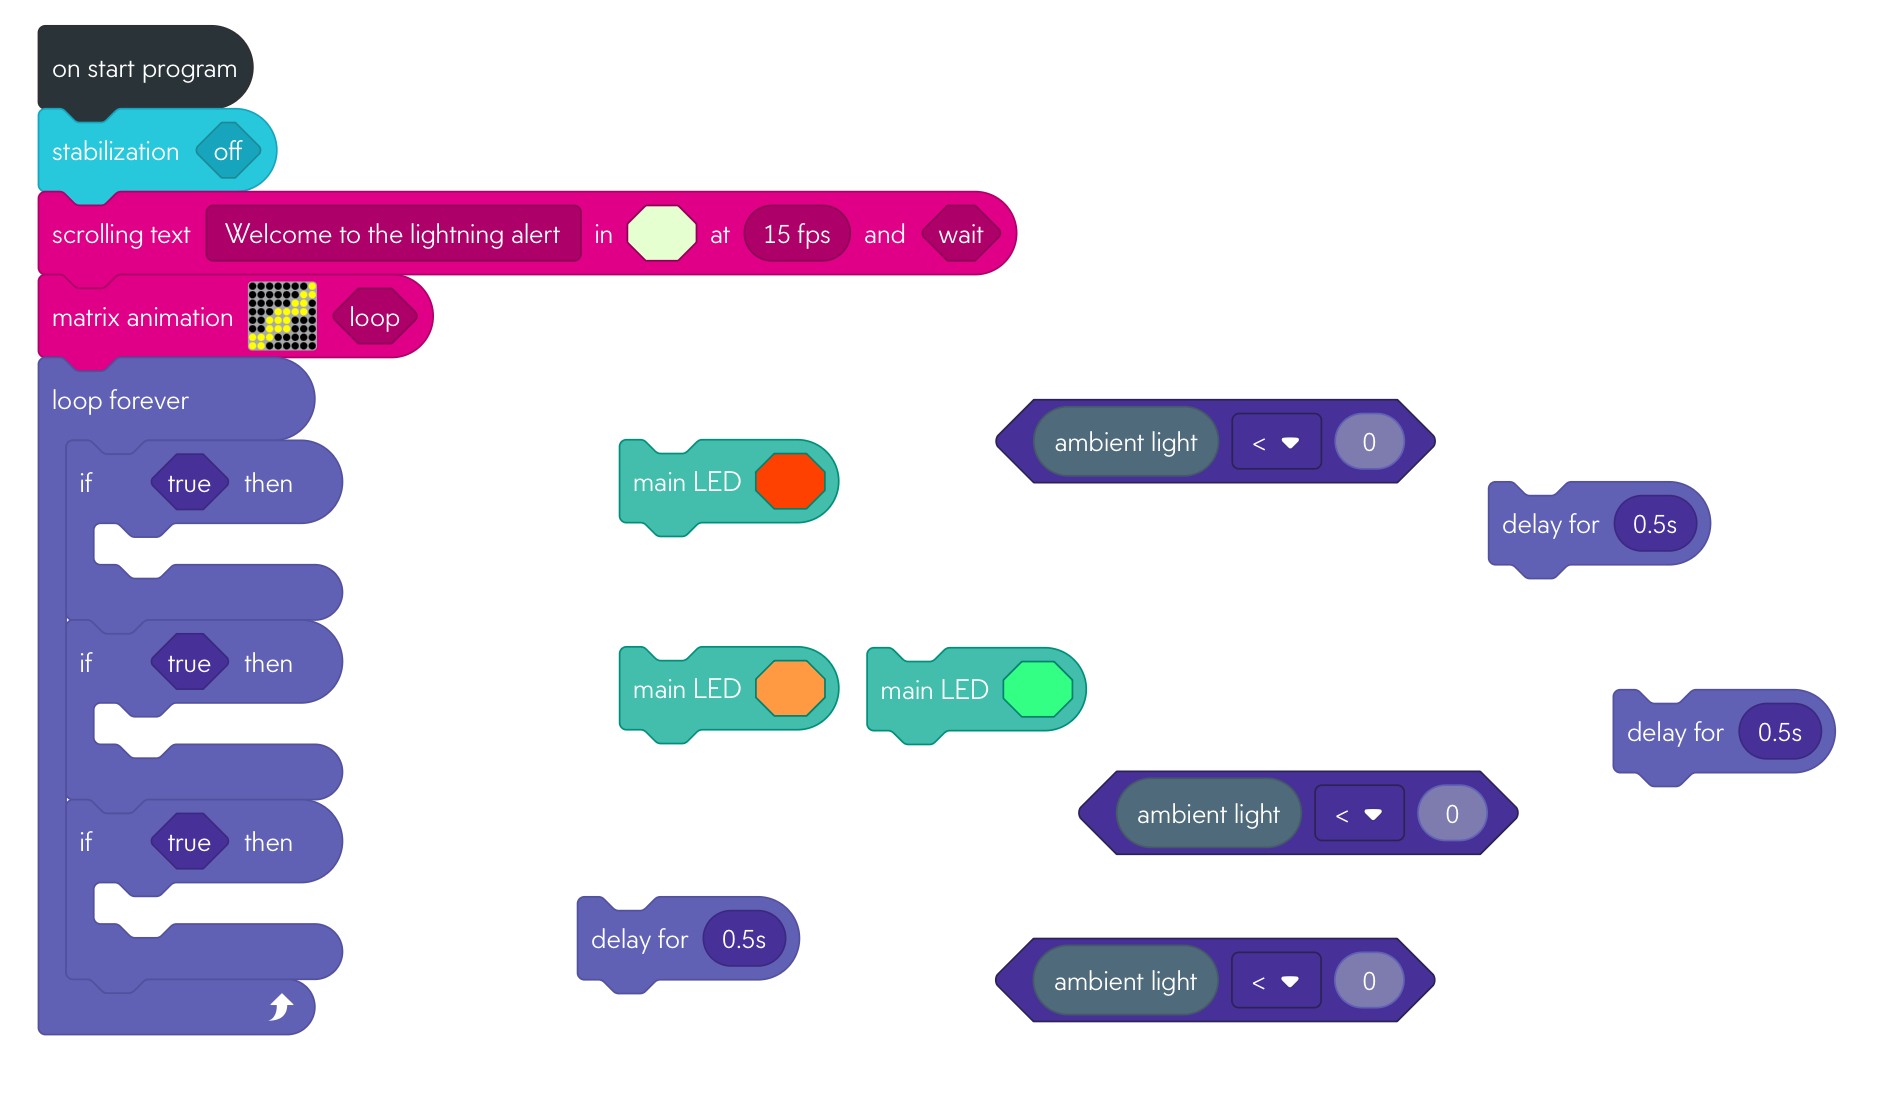 on start program
stabilization off
scrolling text Welcome to the lightning alert in at 15 fps and wait
matrix animation loop
loop forever
if true then
main LED
ambient light < 0
delay for 0.5s
if true then
main LED
main LED
delay for 0.5s
ambient light < 0
if true then
delay for 0.5s
ambient light < 0